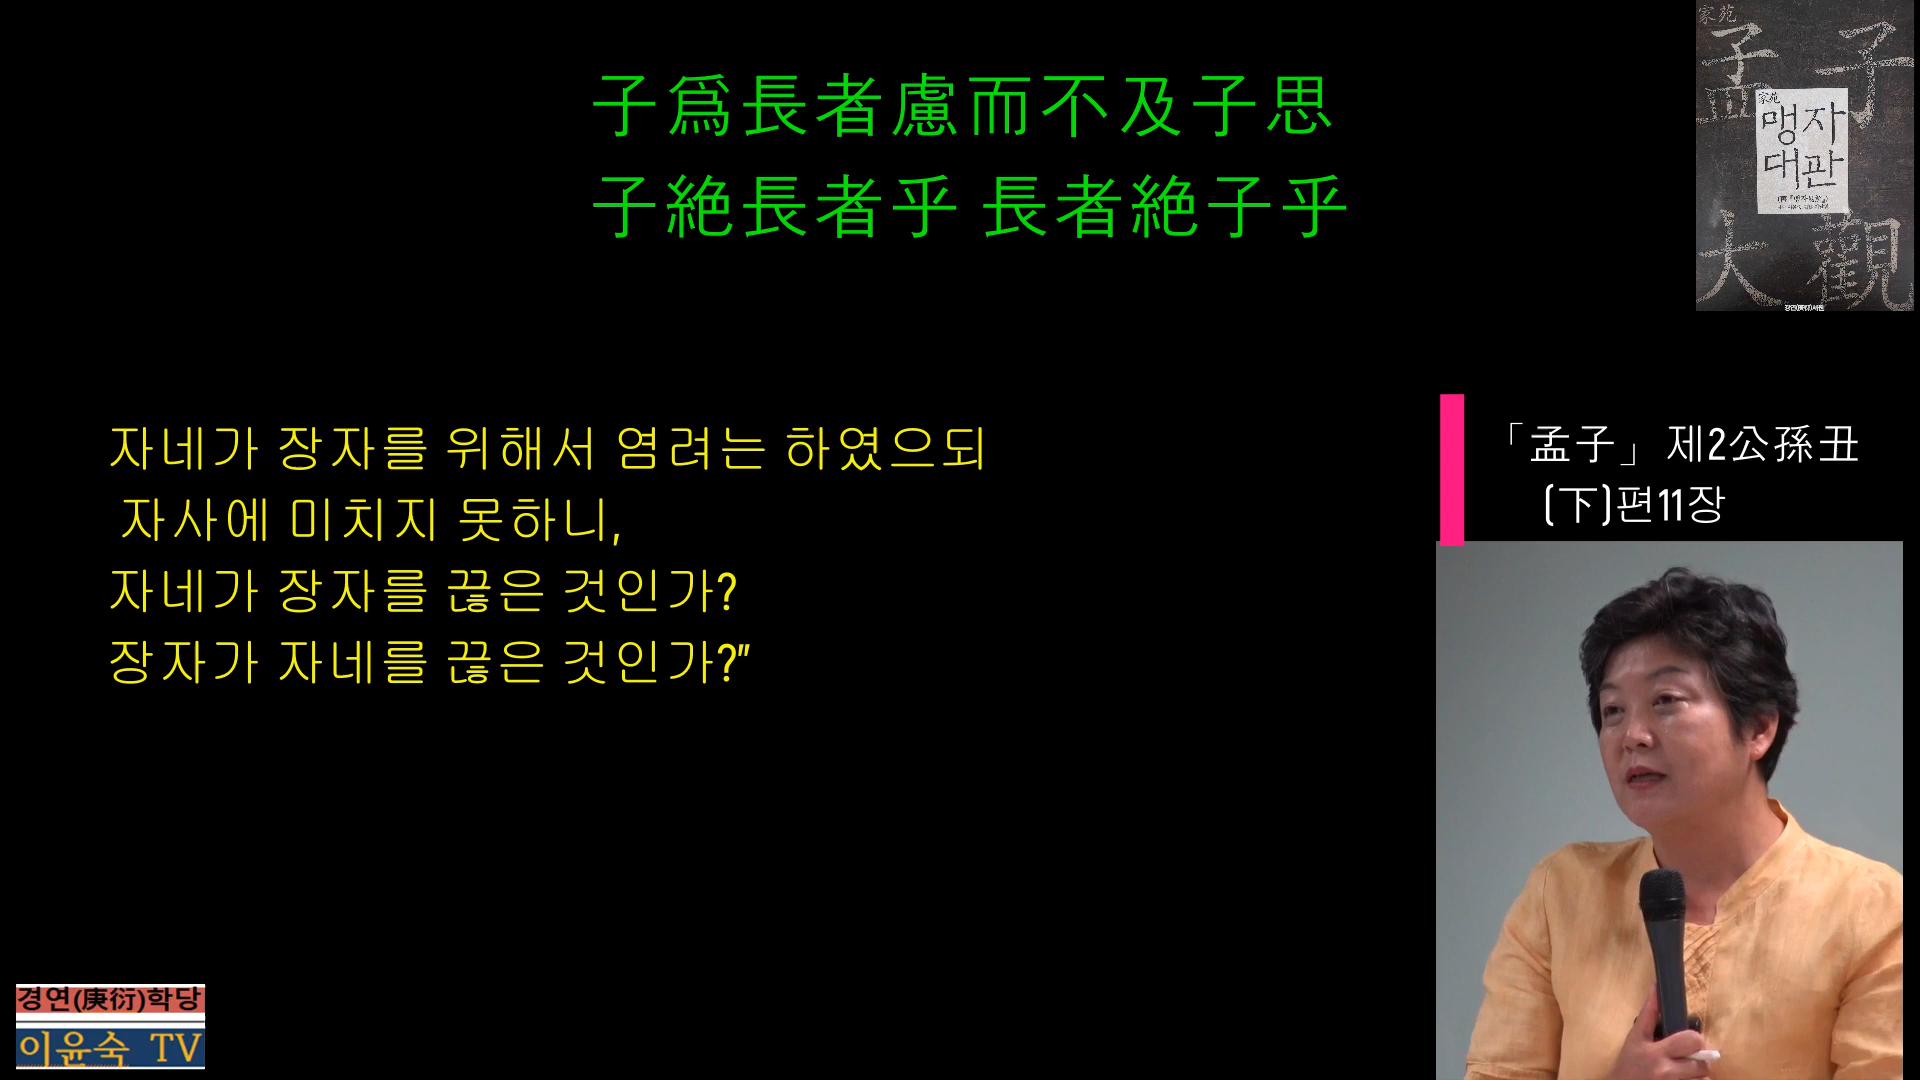 子爲長者慮而不及子思
子絶長者乎 長者絶子乎
家苑
孟子
家苑
맹자
대관
大觀
자네가 장자를 위해서 염려는 하였으되
자사에 미치지 못하니,
자네가 장자를 끊은 것인가?
장자가 자네를 끊은 것인가?"
「孟子」 제2公孫丑
(下)편11장
경연(庚衍)학당
이윤숙 TV